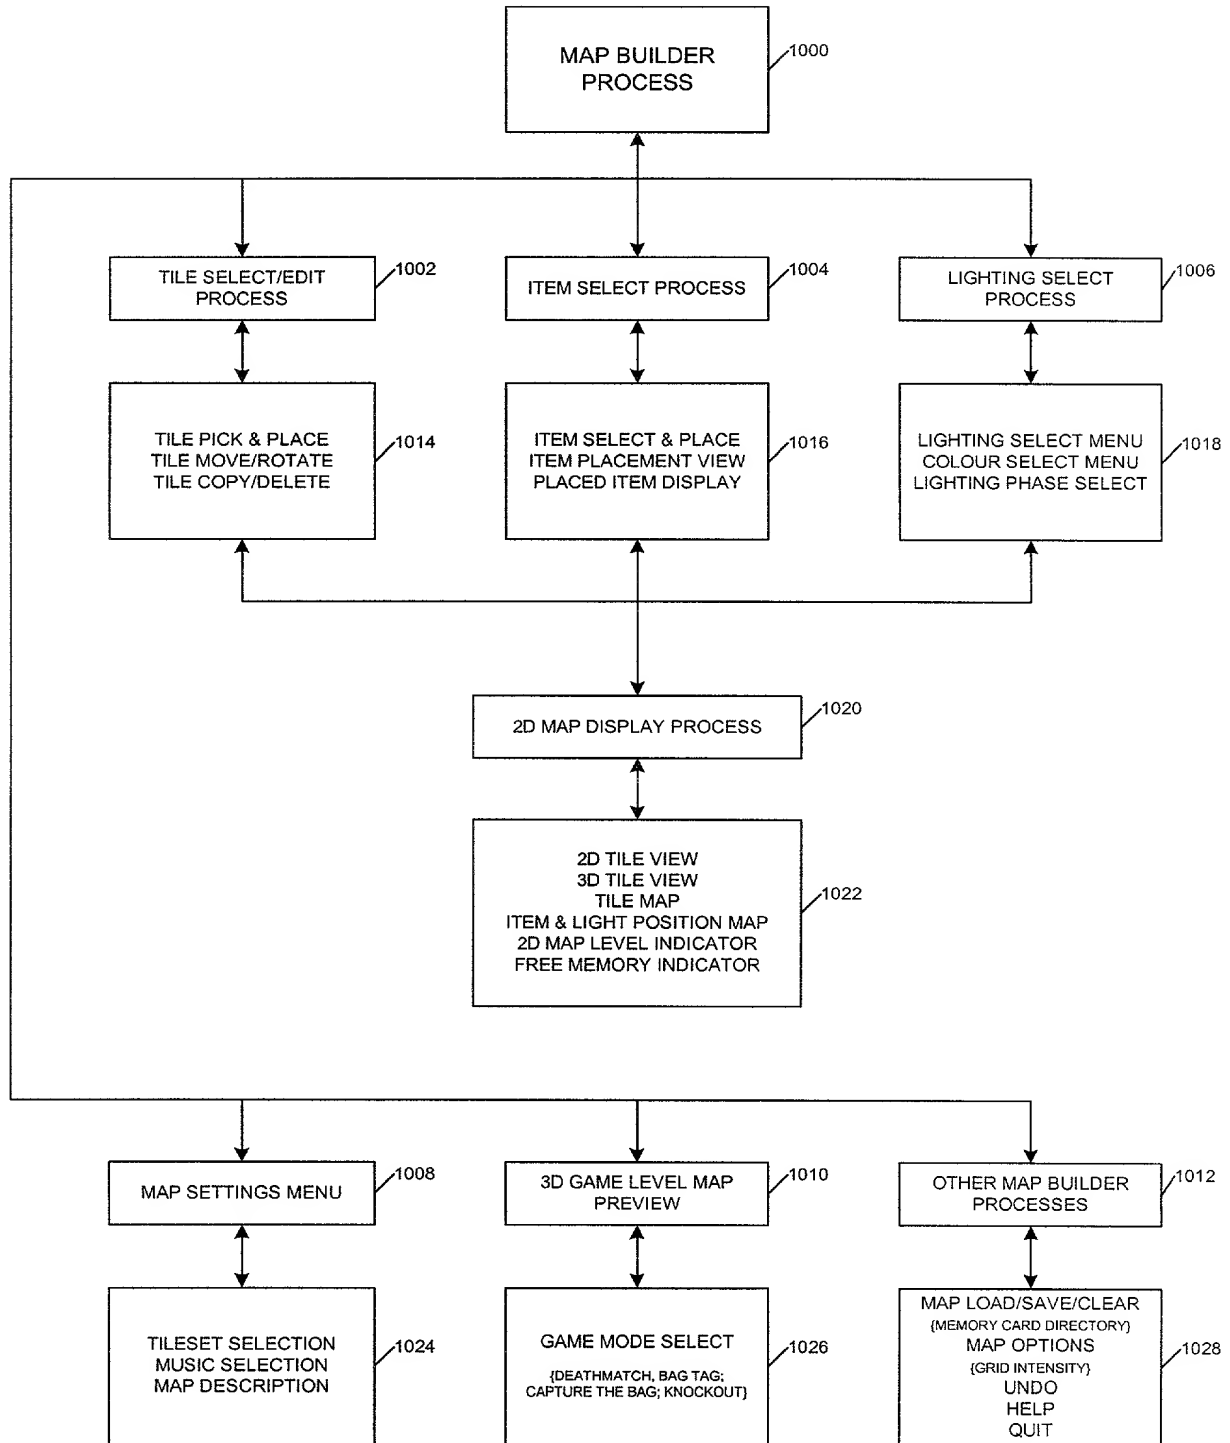 MAP BUILDER
PROCESS
1000
TILE SELECT/EDIT
PROCESS
1002
ITEM SELECT PROCESS
1004
LIGHTING SELECT
PROCESS
1006
TILE PICK & PLACE
TILE MOVE/ROTATE
TILE COPY/DELETE
1014
ITEM SELECT & PLACE
ITEM PLACEMENT VIEW
PLACED ITEM DISPLAY
1016
LIGHTING SELECT MENU
COLOUR SELECT MENU
LIGHTING PHASE SELECT
1018
2D MAP DISPLAY PROCESS
1020
2D TILE VIEW
3D TILE VIEW
TILE MAP
ITEM & LIGHT POSITION MAP
2D MAP LEVEL INDICATOR
FREE MEMORY INDICATOR
1022
MAP SETTINGS MENU
1008
3D GAME LEVEL MAP
PREVIEW
1010
OTHER MAP BUILDER
PROCESSES
1012
TILESET SELECTION
MUSIC SELECTION
MAP DESCRIPTION
1024
GAME MODE SELECT
{DEATHMATCH, BAG TAG;
CAPTURE THE BAG; KNOCKOUT}
1026
MAP LOAD/SAVE/CLEAR
{MEMORY CARD DIRECTORY}
MAP OPTIONS
{GRID INTENSITY}
UNDO
HELP
QUIT
1028